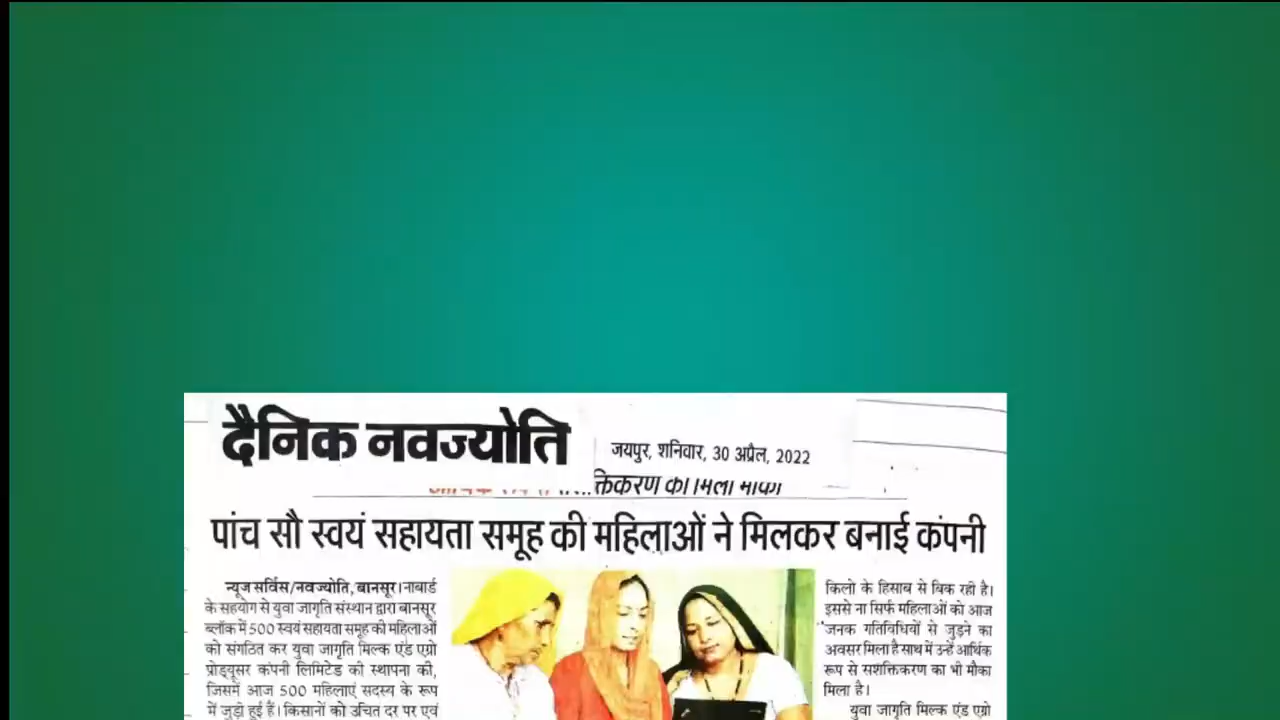 दैनिक नवज्योति
जयपुर, शनिवार, 30 अप्रैल, 2022
पांच सौ स्वयं सहायता समूह की महिलाओं ने मिलकर बनाई कंपनी
न्यूज सर्विस/नवज्योति, बानसूर। नाबार्ड
के सहयोग से युवा जागृति संस्थान द्वारा बानसूर
ब्लॉक में 500 स्वयं सहायता समूह की महिलाओं
को संगठित कर युवा जागृति मिल्क एंड एग्रो
प्रोड्यूसर कंपनी लिमिटेड की स्थापना की,
जिसमें आज 500 महिलाएं सदस्य के रूप
में जुड़ी हुई हैं। किसानों को उचित दर पर एवं
किलो के हिसाब से बिक रही है।
इससे ना सिर्फ महिलाओं को आज
जनक गतिविधियों से जुड़ने का
अवसर मिला है साथ में उन्हें आर्थिक
रूप से सशक्तिकरण का भी मौका
मिला है।
युवा जागृति मिल्क एंड एग्रो